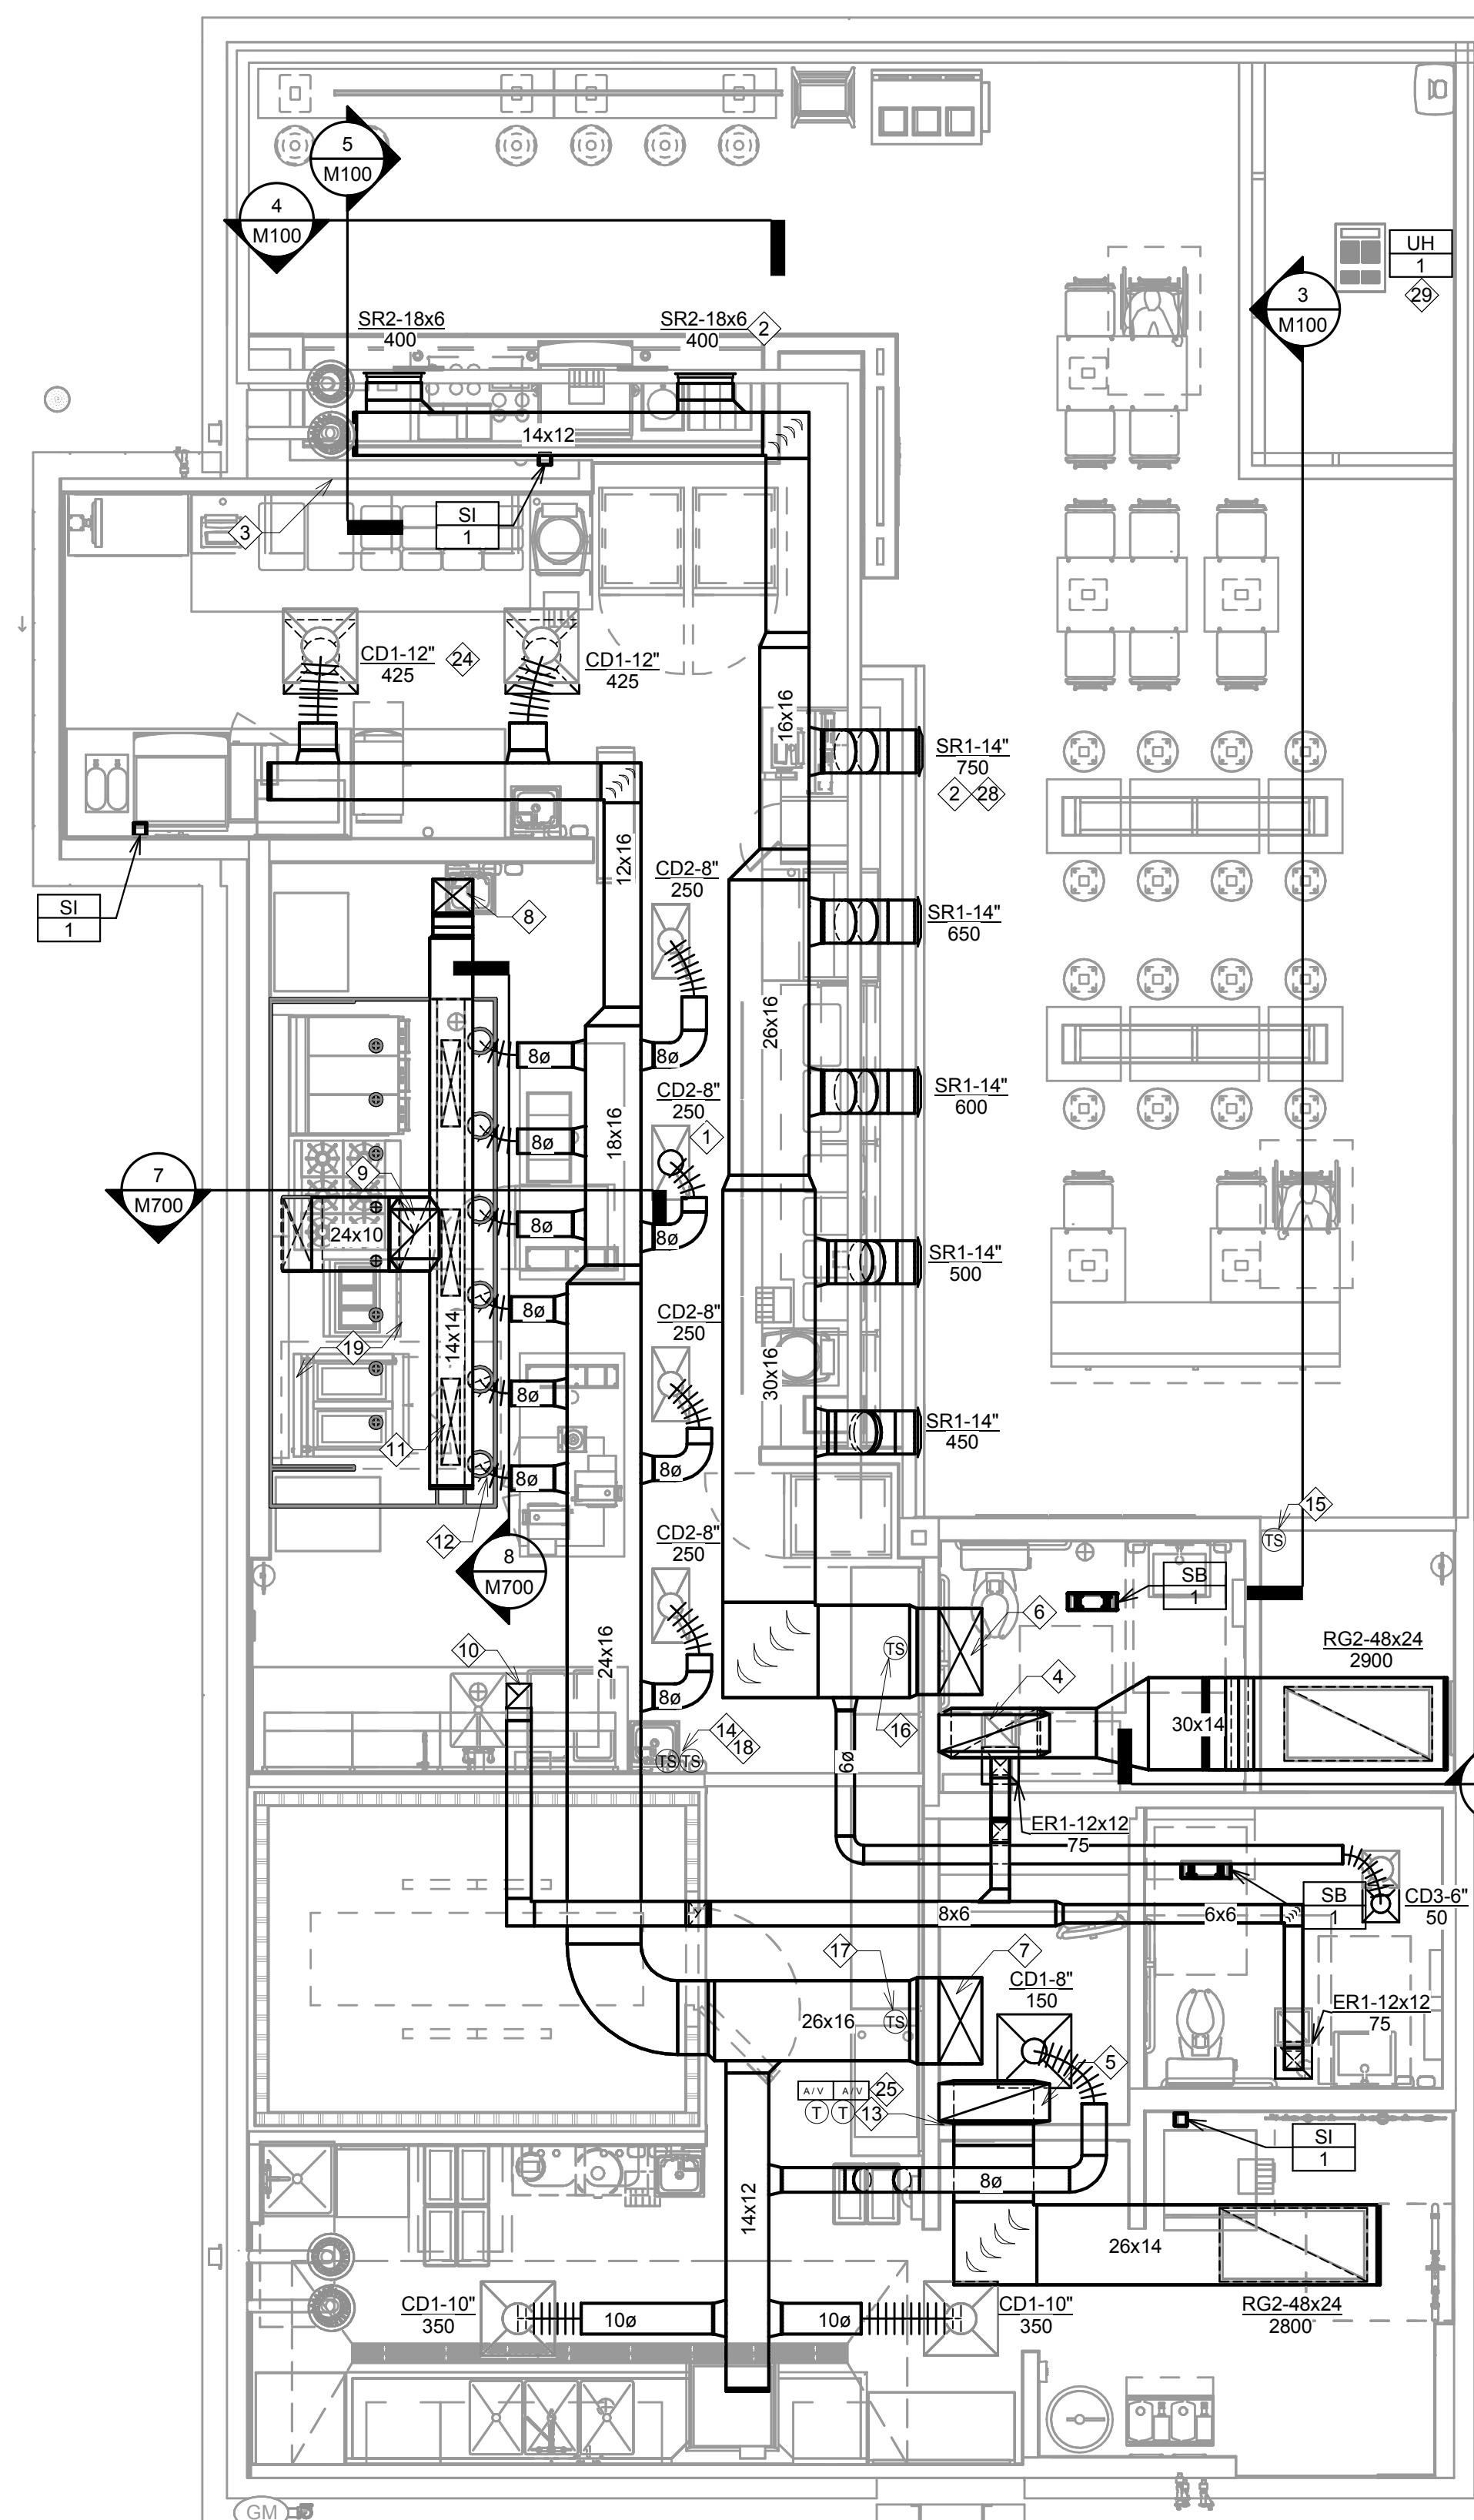 5
M100
4
M100
UH
1
29
3
M100
SR2-18x6
400
SR2-18x6
400
2
14x12
SI
1
3
CD1-12"
425
24
CD1-12"
425
16x16
SR1-14"
750
2
28
12x16
CD2-8"
250
SI
1
8
SR1-14"
650
26x16
8ø
8ø
CD2-8"
250
SR1-14"
600
1
18x16
8ø
7
M700
9
24x10
8ø
8ø
SR1-14"
500
8ø
CD2-8"
250
14x14
19
30x16
8ø
SR1-14"
450
11
8ø
8ø
15
TS
12
CD2-8"
250
8
M700
SB
1
6
24x16
10
TS
RG2-48x24
2900
4
8ø
16
30x14
14
18
TS
TS
6ø
ER1-12x12
75
SB
1
CD3-6"
50
8x6
6x6
17
7
CD1-8"
150
26x16
TS
ER1-12x12
75
5
A/V
A/V
25
T
T
13
SI
1
8ø
14x12
26x14
CD1-10"
350
10ø
10ø
CD1-10"
350
RG2-48x24
2800
GM